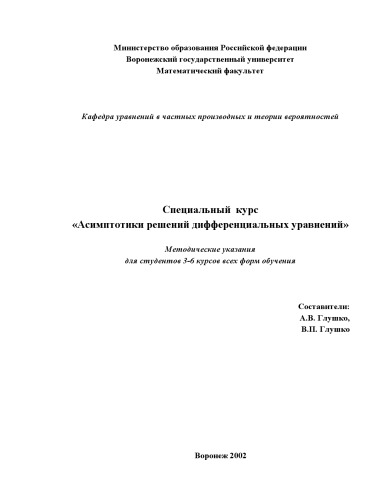 Министерство образования Российской федерации
Воронежский государственный университет
Математический факультет
Кафедра уравнений в частных производных и теории вероятностей
Специальный курс
«Асимптотики решений дифференциальных уравнений»
Методические указания
для студентов 3-6 курсов всех форм обучения
Составители:
А.В. Глушко,
В.П. Глушко
Воронеж 2002